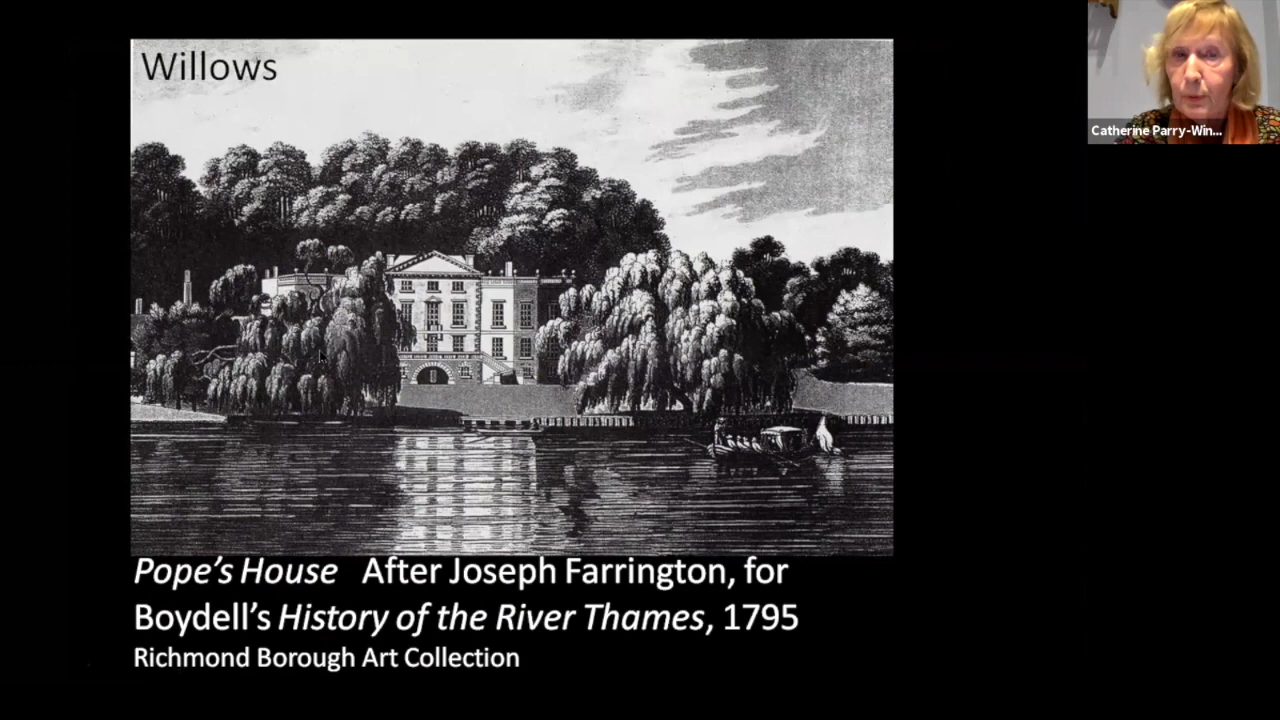 Willows
Catherine Parry-Win...
Pope's House After Joseph Farrington, for
Boydell's History of the River Thames, 1795
Richmond Borough Art Collection